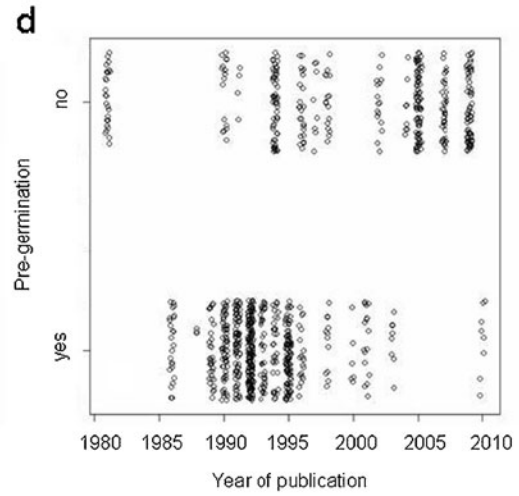 d
no
Pre-germination
yes
1980 1985 1990 1995 2000 2005 2010
Year of publication